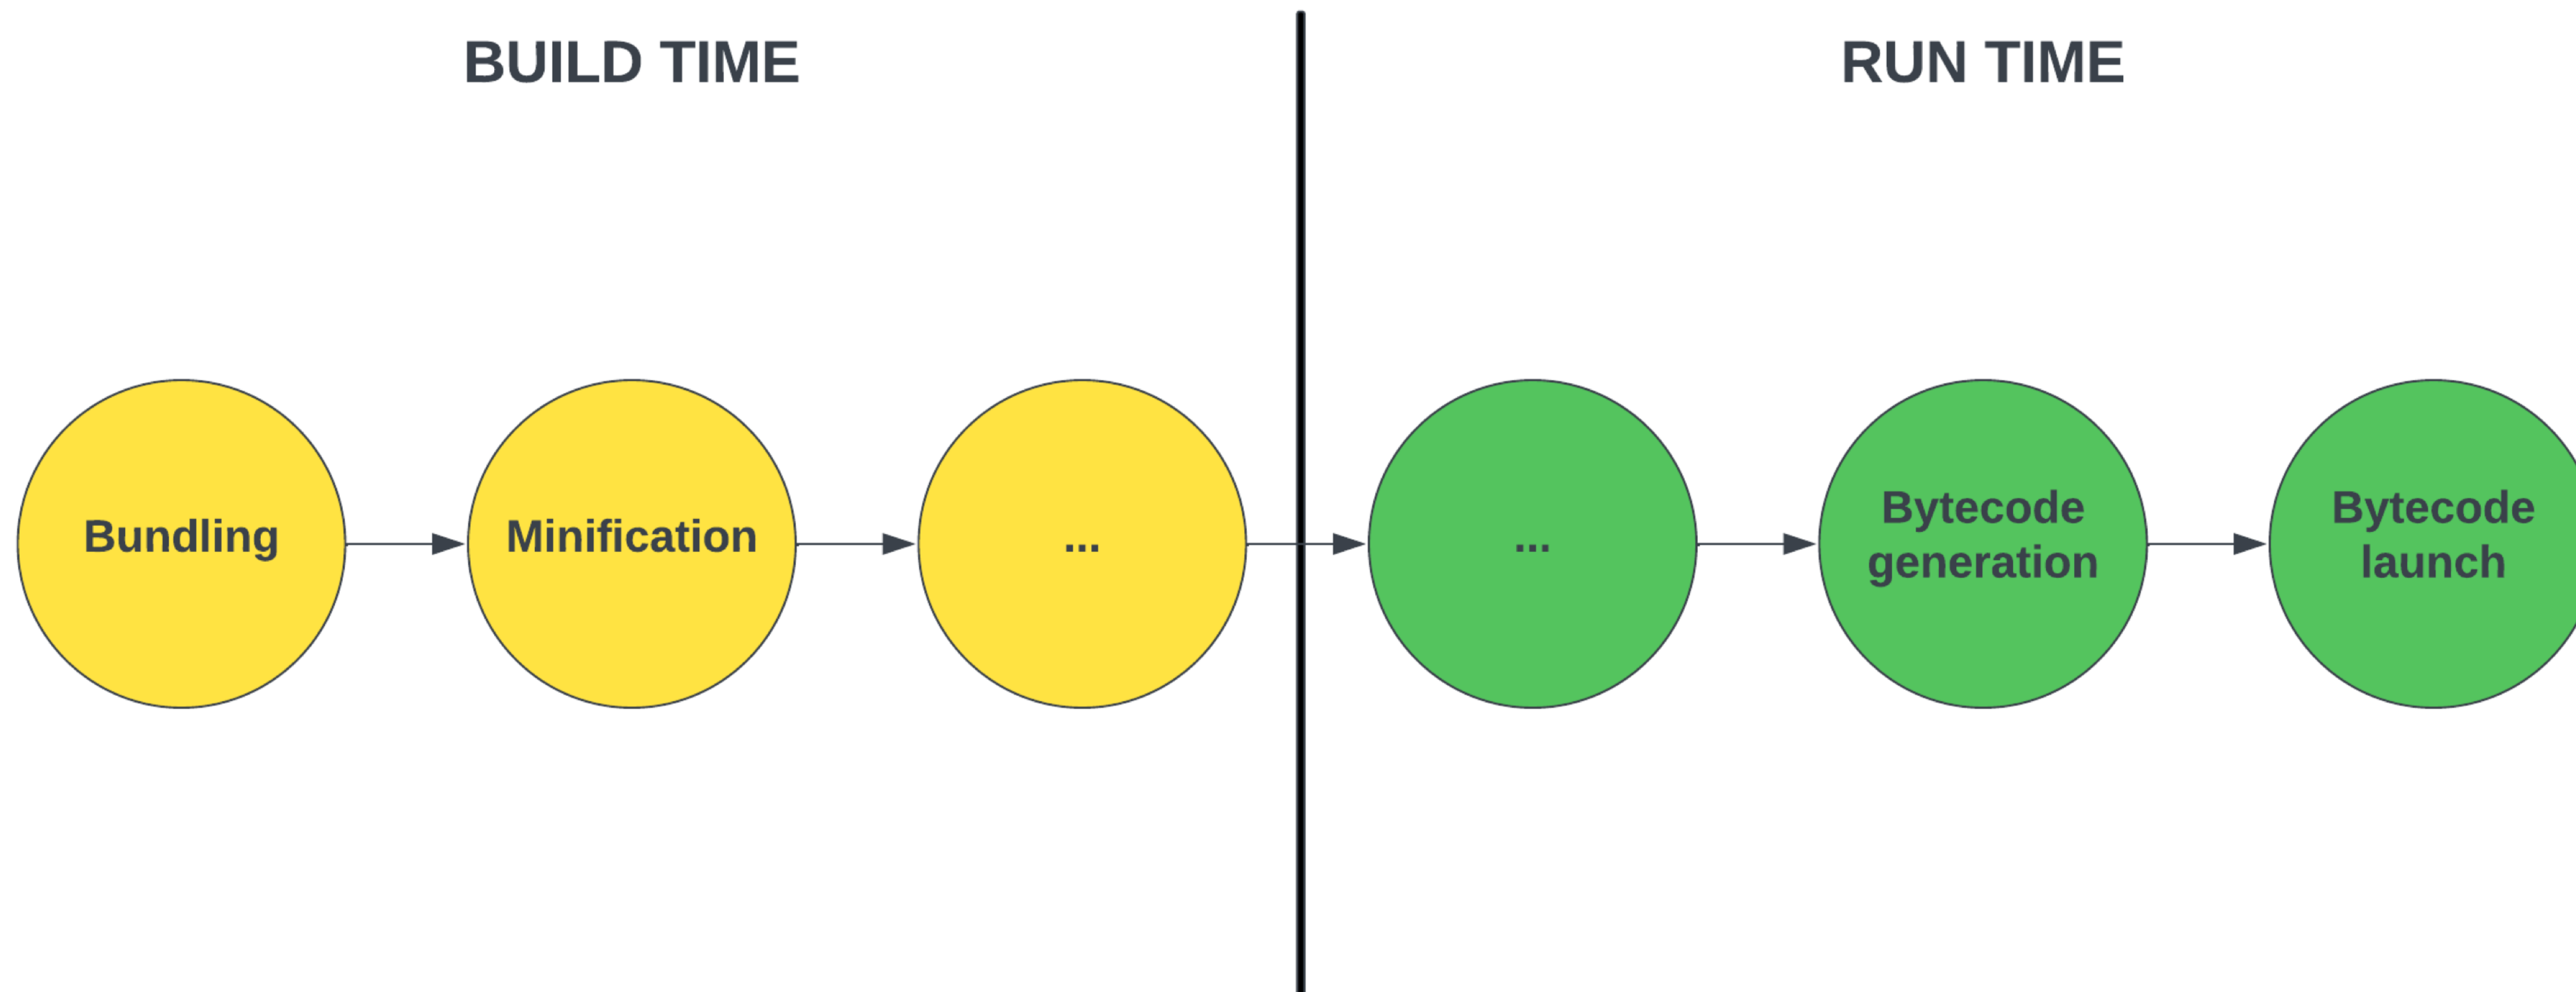 BUILD TIME
RUN TIME
Bundling
Minification
...
...
Bytecode
generation
Bytecode
launch